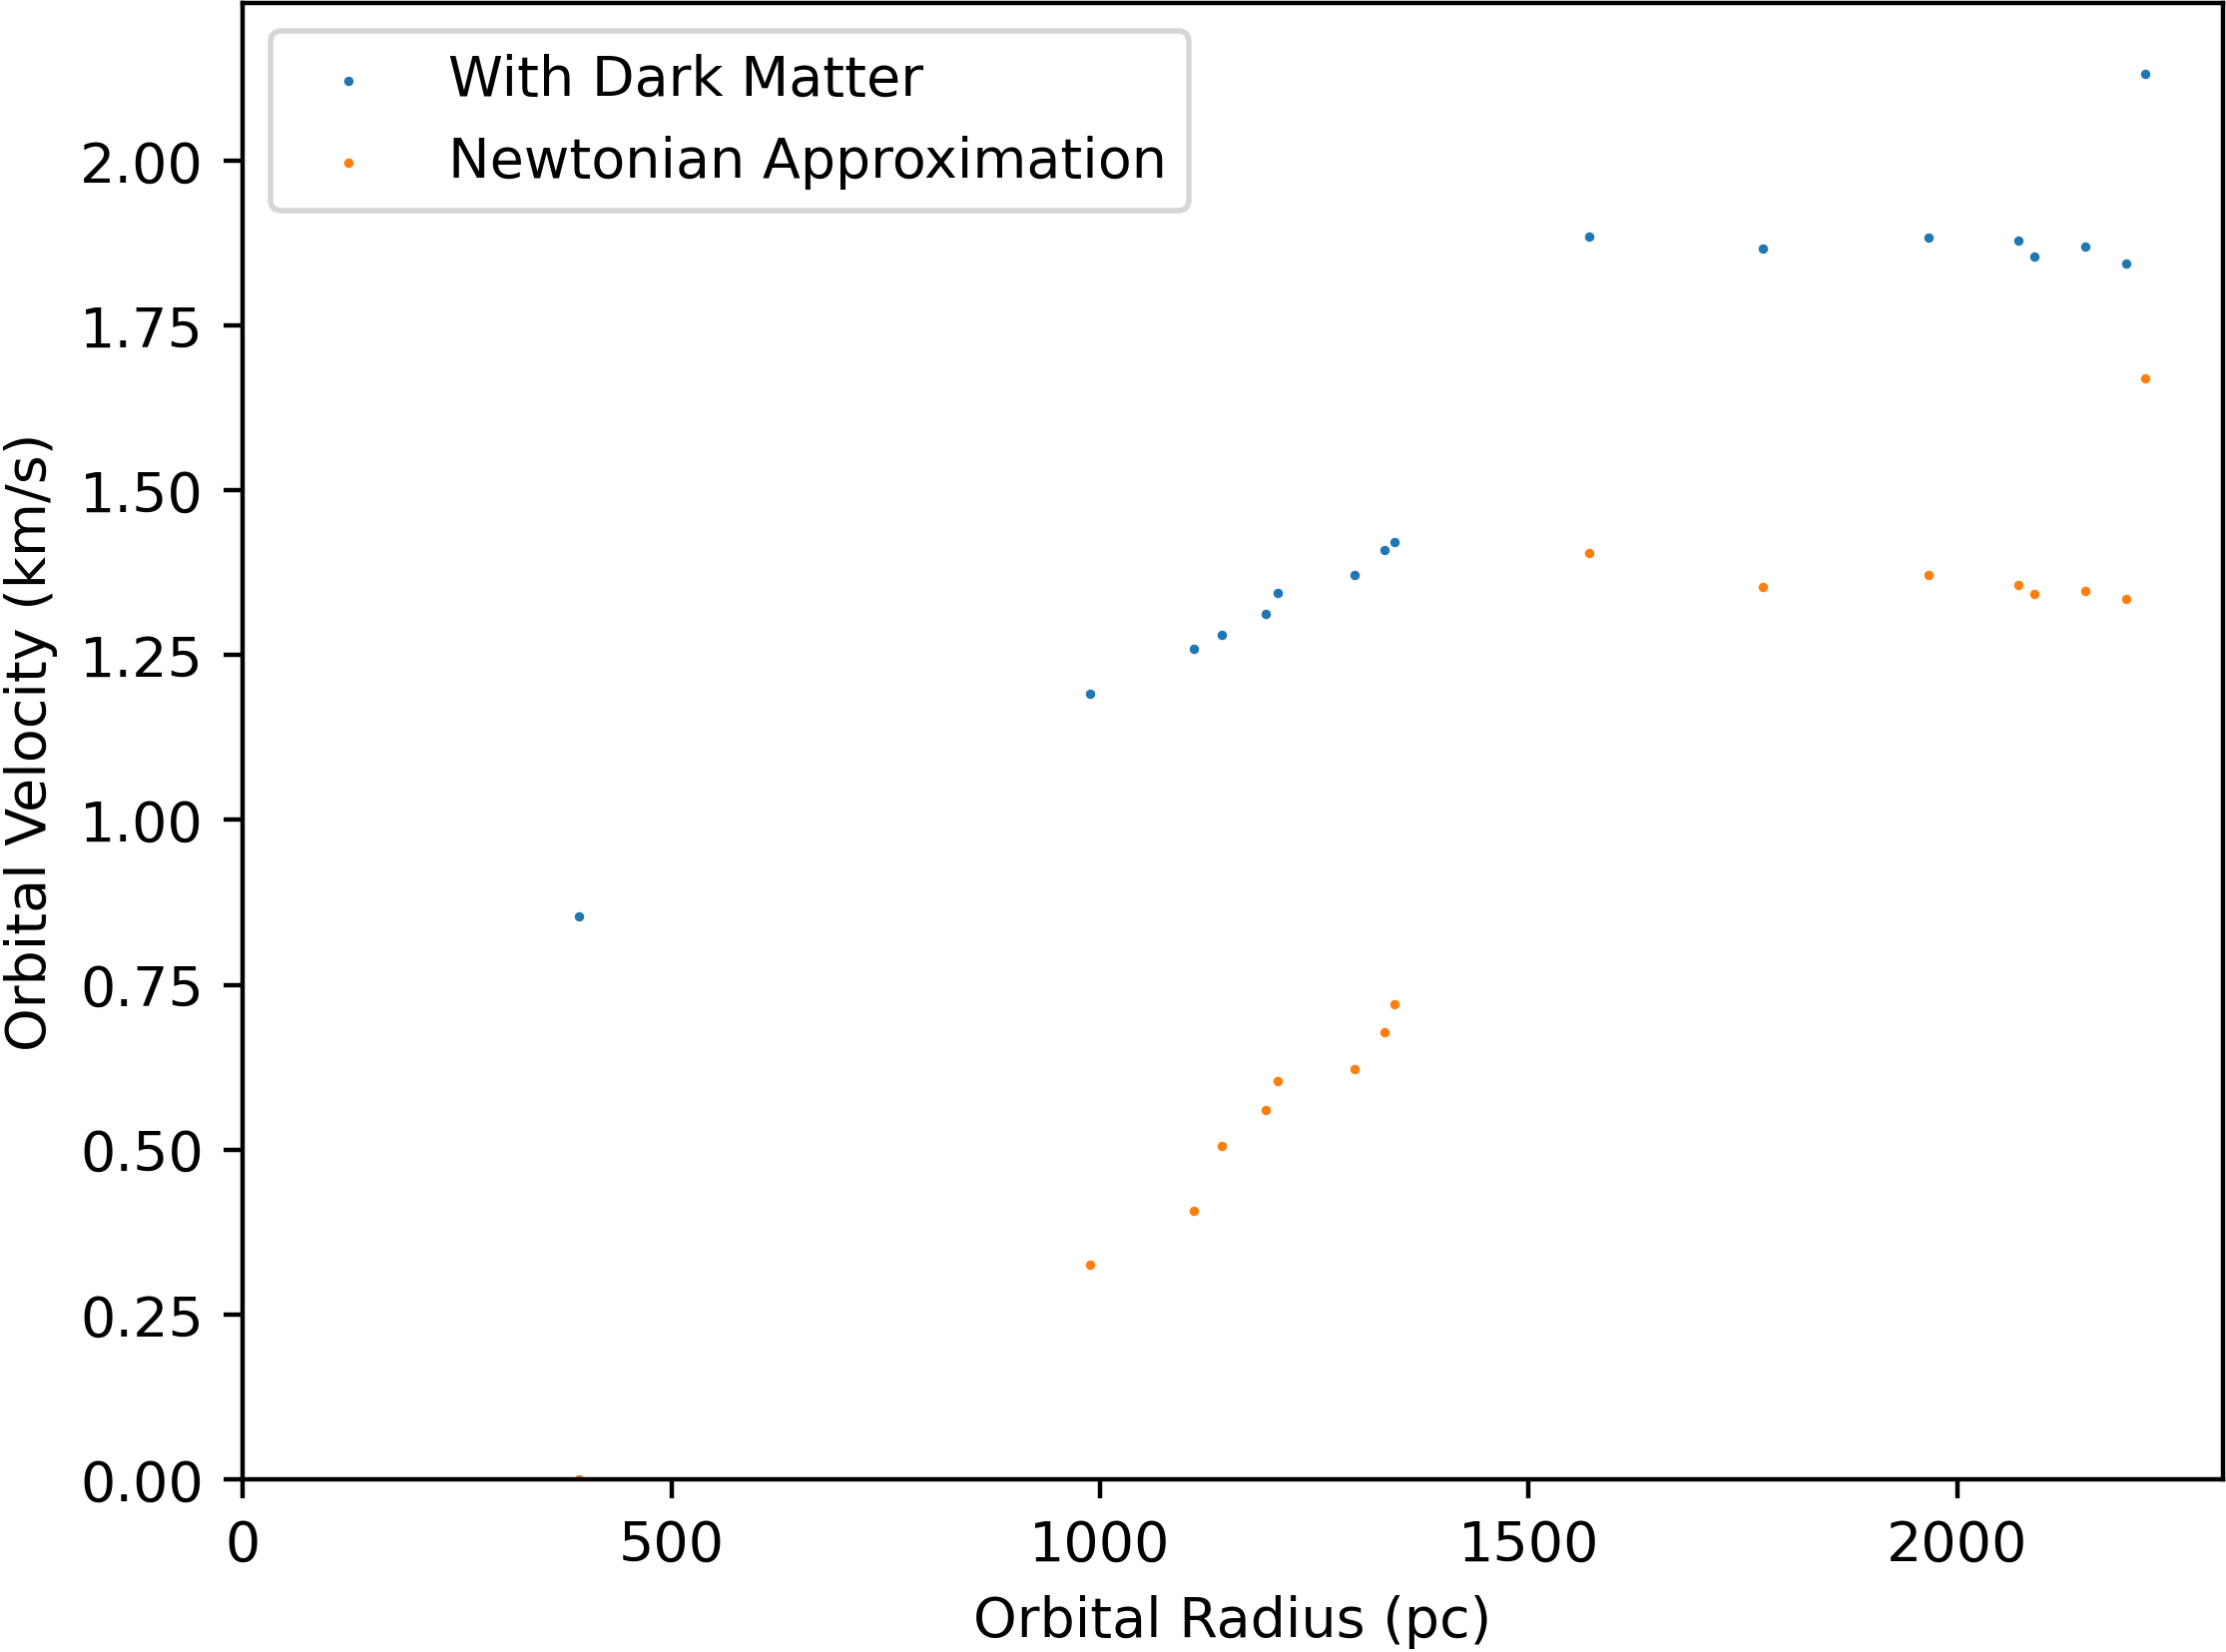 With Dark Matter
Newtonian Approximation
2.00
1.75
1.50
1.25
1.00
0.75
0.50
0.25
0.00
Orbital Velocity (km/s)
0 500 1000 1500 2000
Orbital Radius (pc)